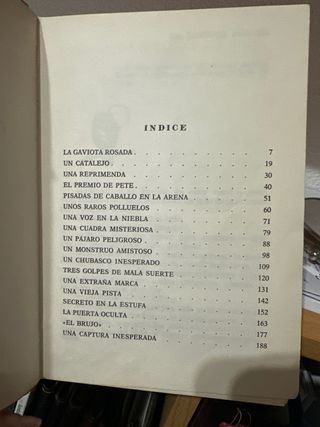 INDICE
LA GAVIOTA ROSADA . . . . . . . . . . 7
UN CATALEJO . . . . . . . . . . 19
UNA REPRIMENDA . . . . . . . . . . 30
EL PREMIO DE PETE . . . . . . . . . . 40
PISADAS DE CABALLO EN LA ARENA . . . . . . 51
UNOS RAROS POLLUELOS . . . . . . . . 60
UNA VOZ EN LA NIEBLA . . . . . . . . 71
UNA CUADRA MISTERIOSA . . . . . . . . 79
UN PÁJARO PELIGROSO . . . . . . . . 88
UN MONSTRUO AMISTOSO . . . . . . . . 98
UN CHUBASCO INESPERADO . . . . . . . 109
TRES GOLPES DE MALA SUERTE . . . . . . 120
UNA EXTRAÑA MARCA . . . . . . . . 131
UNA VIEJA PISTA . . . . . . . . . 142
SECRETO EN LA ESTUFA . . . . . . . . 152
LA PUERTA OCULTA . . . . . . . . . 163
«EL BRUJO» . . . . . . . . . . 177
UNA CAPTURA INESPERADA . . . . . . . 188